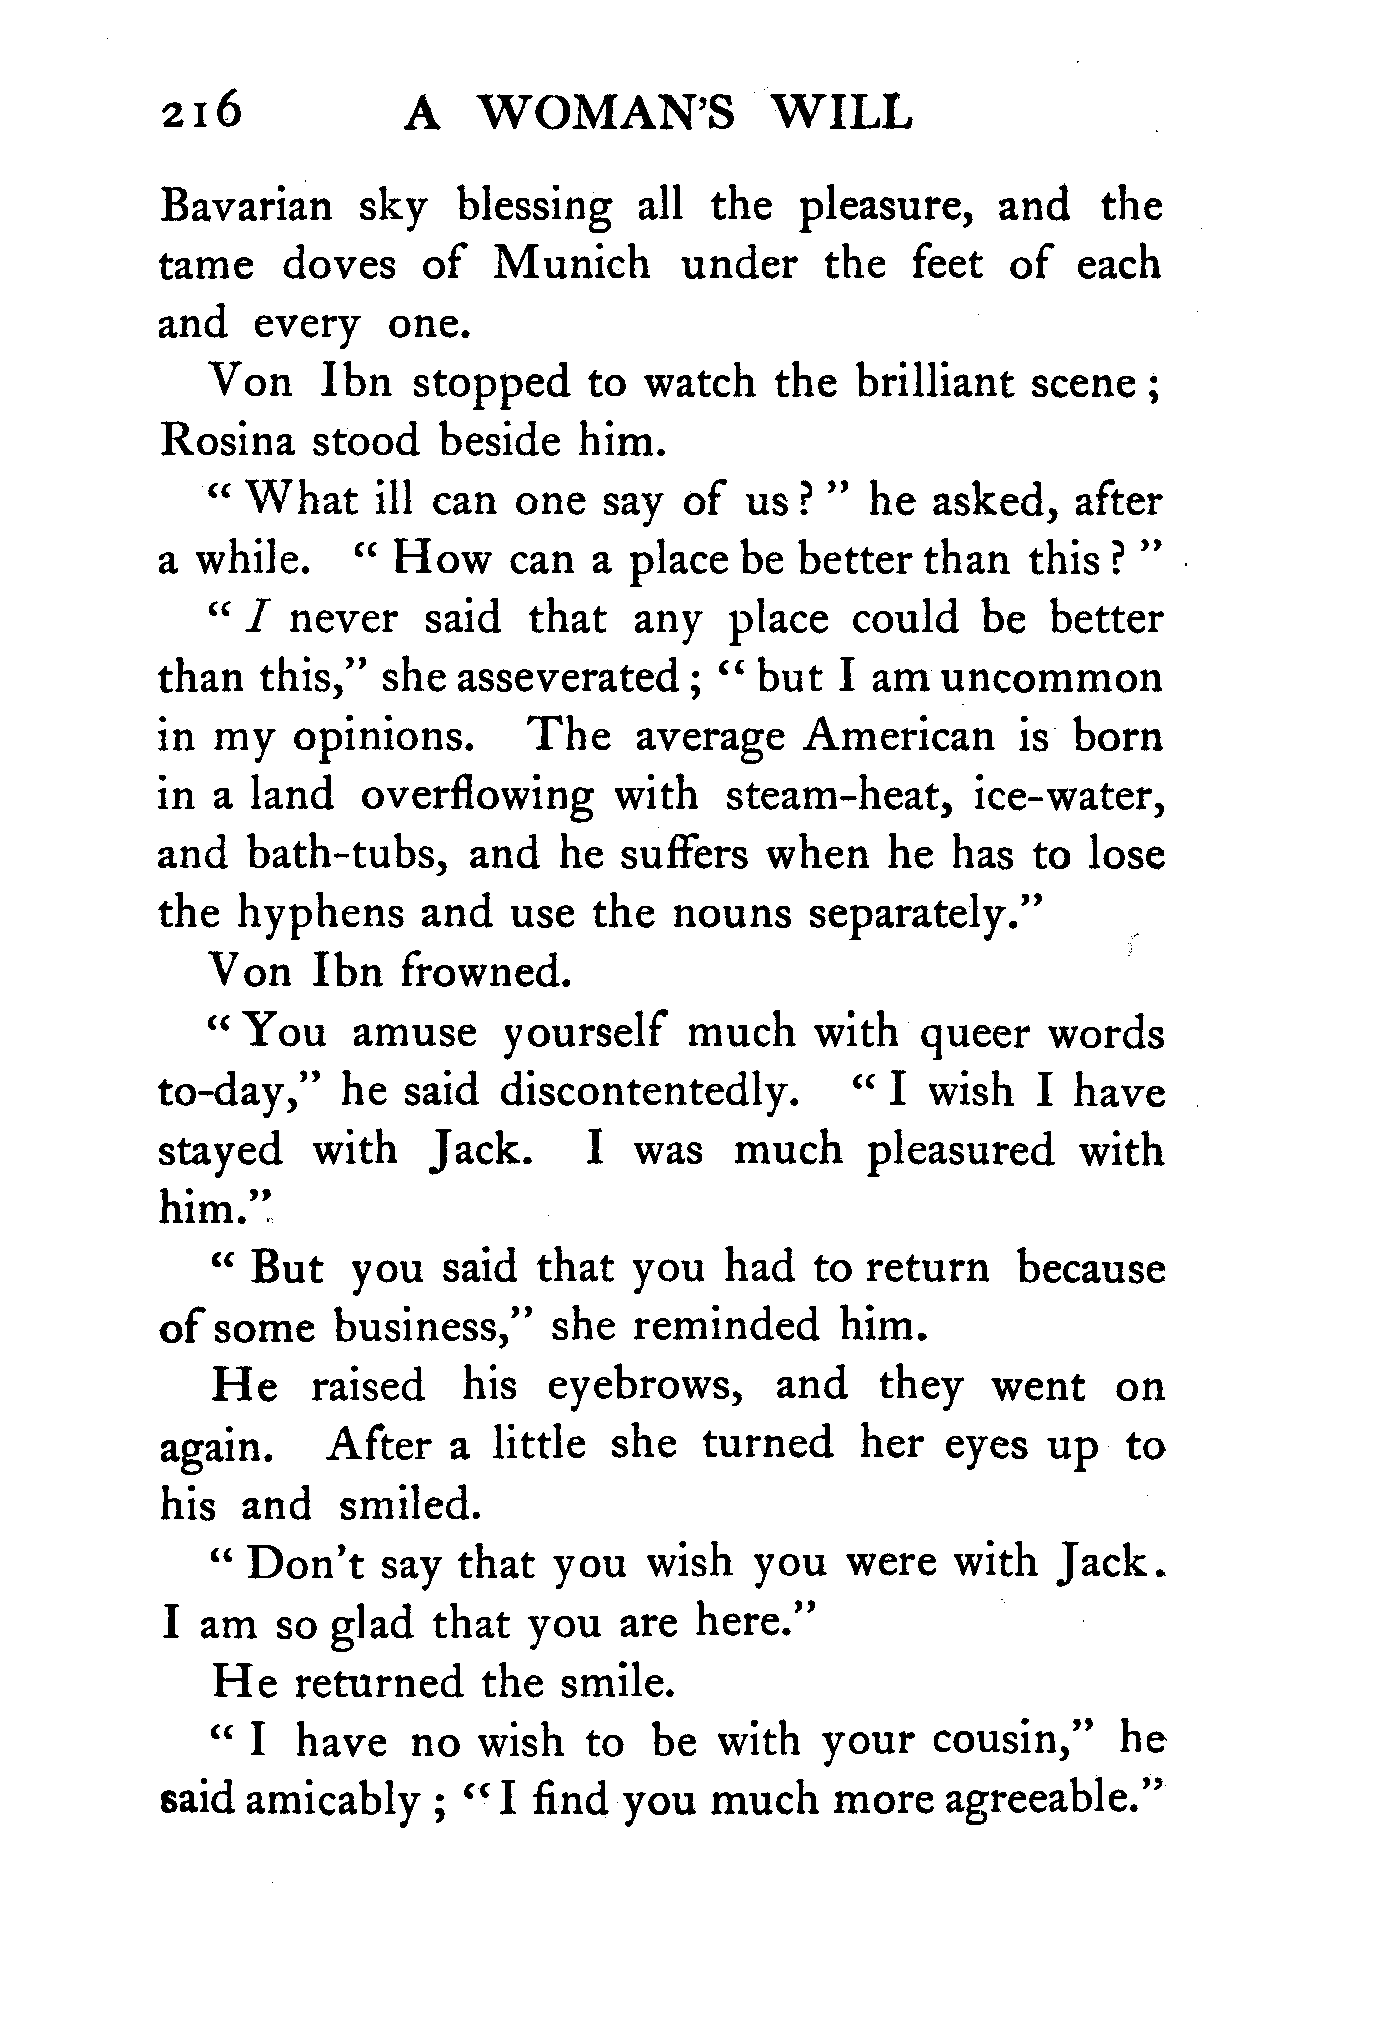 216 A WOMAN'S WILL
Bavarian sky blessing all the pleasure, and the
tame doves of Munich under the feet of each
and every one.
Von Ibn stopped to watch the brilliant scene ;
Rosina stood beside him.
“ What ill can one say of us ? ” he asked, after
a while. “ How can a place be better than this ? ”
“ I never said that any place could be better
than this,” she asseverated ; “ but I am uncommon
in my opinions. The average American is born
in a land overflowing with steam-heat, ice-water,
and bath-tubs, and he suffers when he has to lose
the hyphens and use the nouns separately.”
Von Ibn frowned.
“ You amuse yourself much with queer words
to-day,” he said discontentedly. “ I wish I have
stayed with Jack. I was much pleasured with
him.”
“ But you said that you had to return because
of some business,” she reminded him.
He raised his eyebrows, and they went on
again. After a little she turned her eyes up to
his and smiled.
“ Don't say that you wish you were with Jack.
I am so glad that you are here.”
He returned the smile.
“ I have no wish to be with your cousin,” he
said amicably ; “ I find you much more agreeable.”